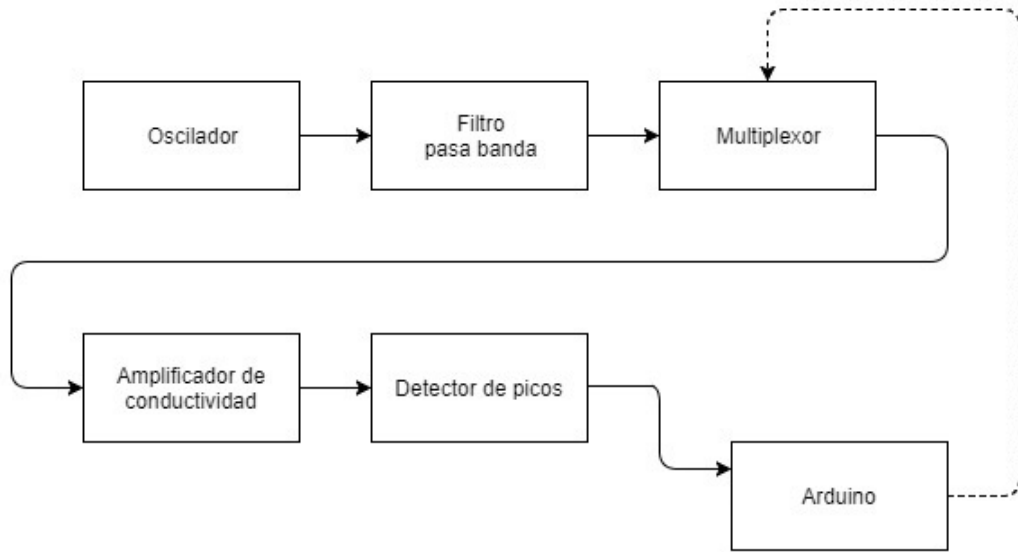 Oscilador
Filtro
pasa banda
Multiplexor
Amplificador de
conductividad
Detector de picos
Arduino